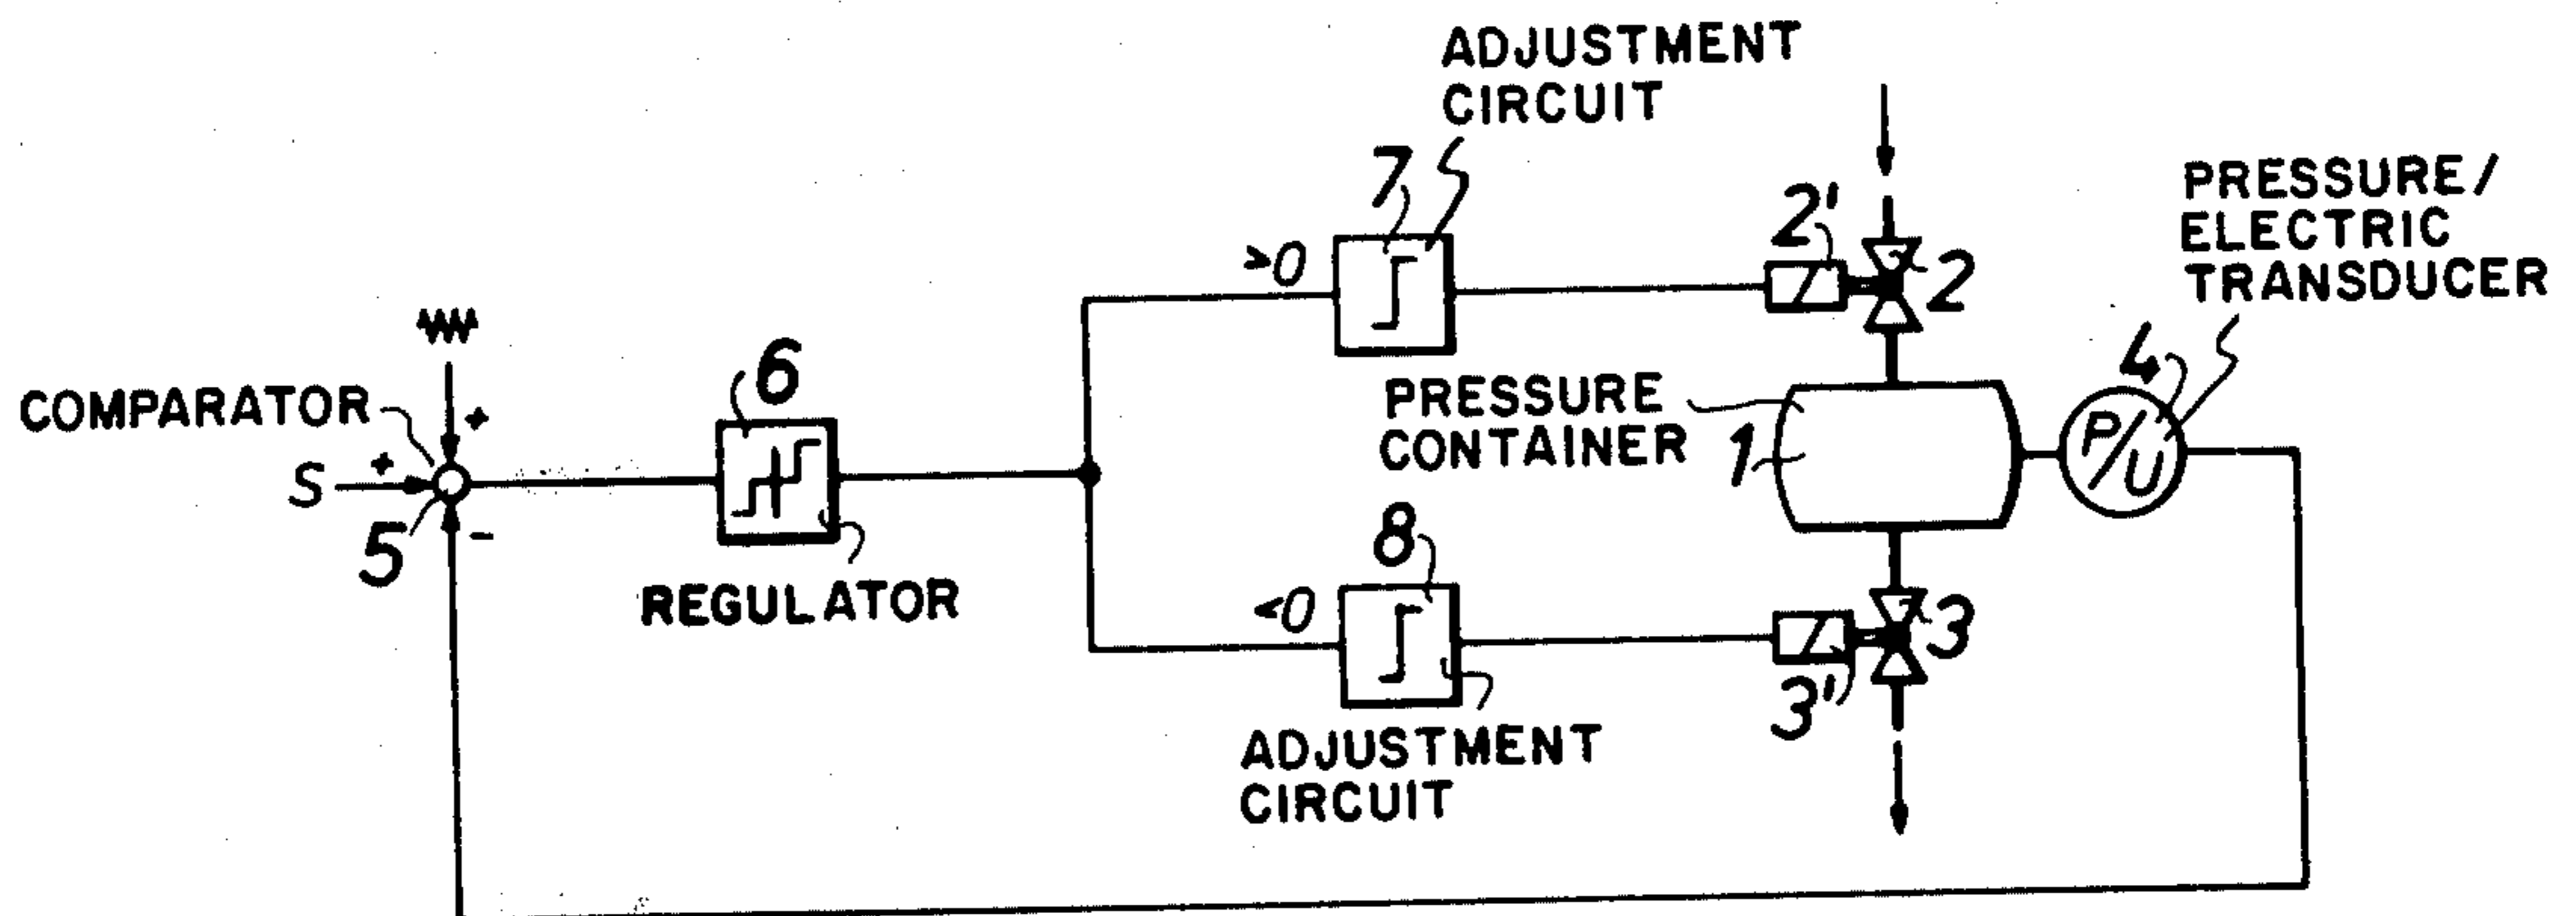 ADJUSTMENT
CIRCUIT
7
>0
2'
2
PRESSURE/
ELECTRIC
TRANSDUCER
4
P/U
COMPARATOR
+
S
+
5
-
6
REGULATOR
PRESSURE
CONTAINER
1
8
<0
3
3'
ADJUSTMENT
CIRCUIT